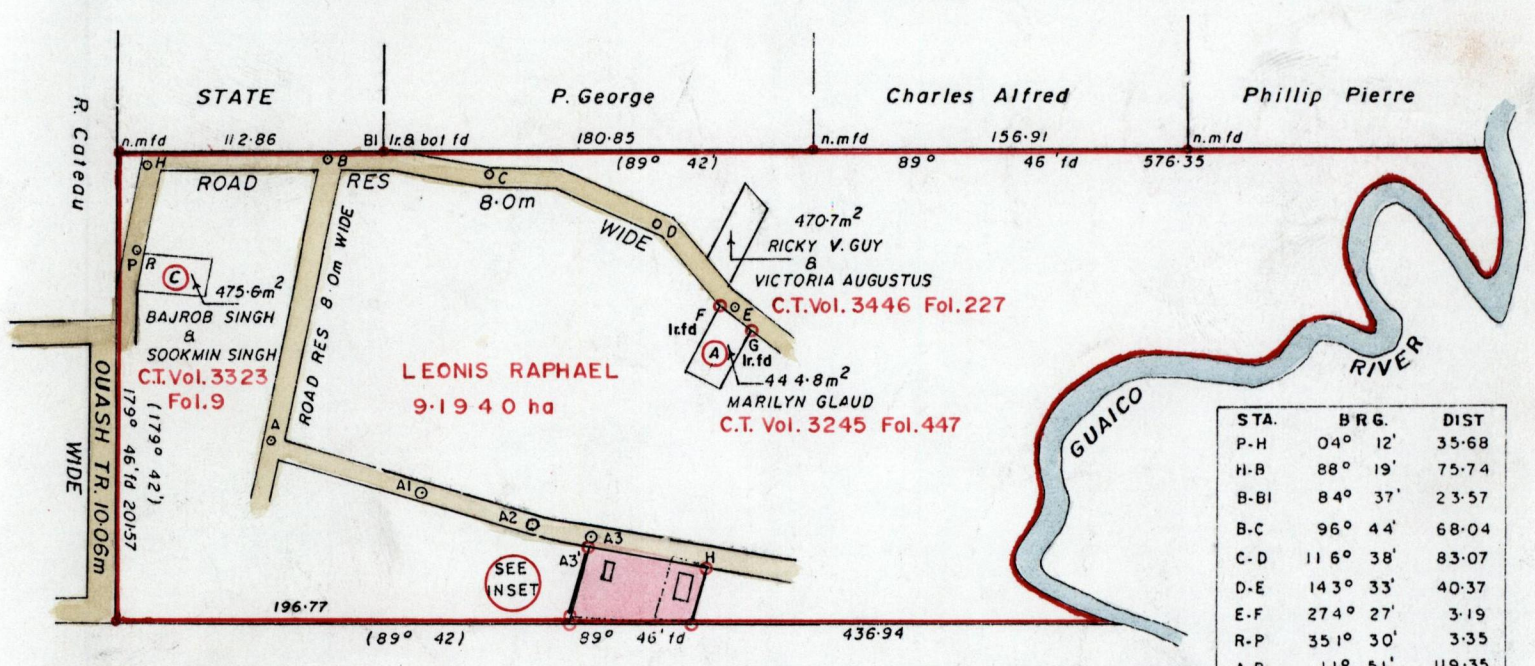 STATE
P. George
Charles Alfred
Phillip Pierre
R. Cateau
n.m fd
112.86
B1
Ir.& bot fd
180.85
n.m fd
156.91
n.m fd
(89° 42)
89° 46' fd
576.35
H
B
C
D
ROAD RES
8.0m
WIDE
470.7m²
RICKY V. GUY
&
VICTORIA AUGUSTUS
C.T.Vol. 3446 Fol.227
P
R
C
475.6m²
BAJROB SINGH
&
SOOKMIN SINGH
C.T.Vol. 3323
Fol.9
ROAD RES 8.0m WIDE
F
E
Ir.fd
G
Ir.fd
A
444.8m²
MARILYN GLAUD
C.T. Vol. 3245 Fol.447
LEONIS RAPHAEL
9.1940 ha
GUAICO
RIVER
OUASH TR. 10.06m
WIDE
(179° 42')
179° 46' fd 201.57
A
A1
A2
A3
A3'
H
SEE
INSET
196.77
(89° 42)
89° 46' fd
436.94
STA. BRG. DIST
P-H 04° 12' 35.68
H-B 88° 19' 75.74
B-B1 84° 37' 23.57
B-C 96° 44' 68.04
C-D 116° 38' 83.07
D-E 143° 33' 40.37
E-F 274° 27' 3.19
R-P 351° 30' 3.35